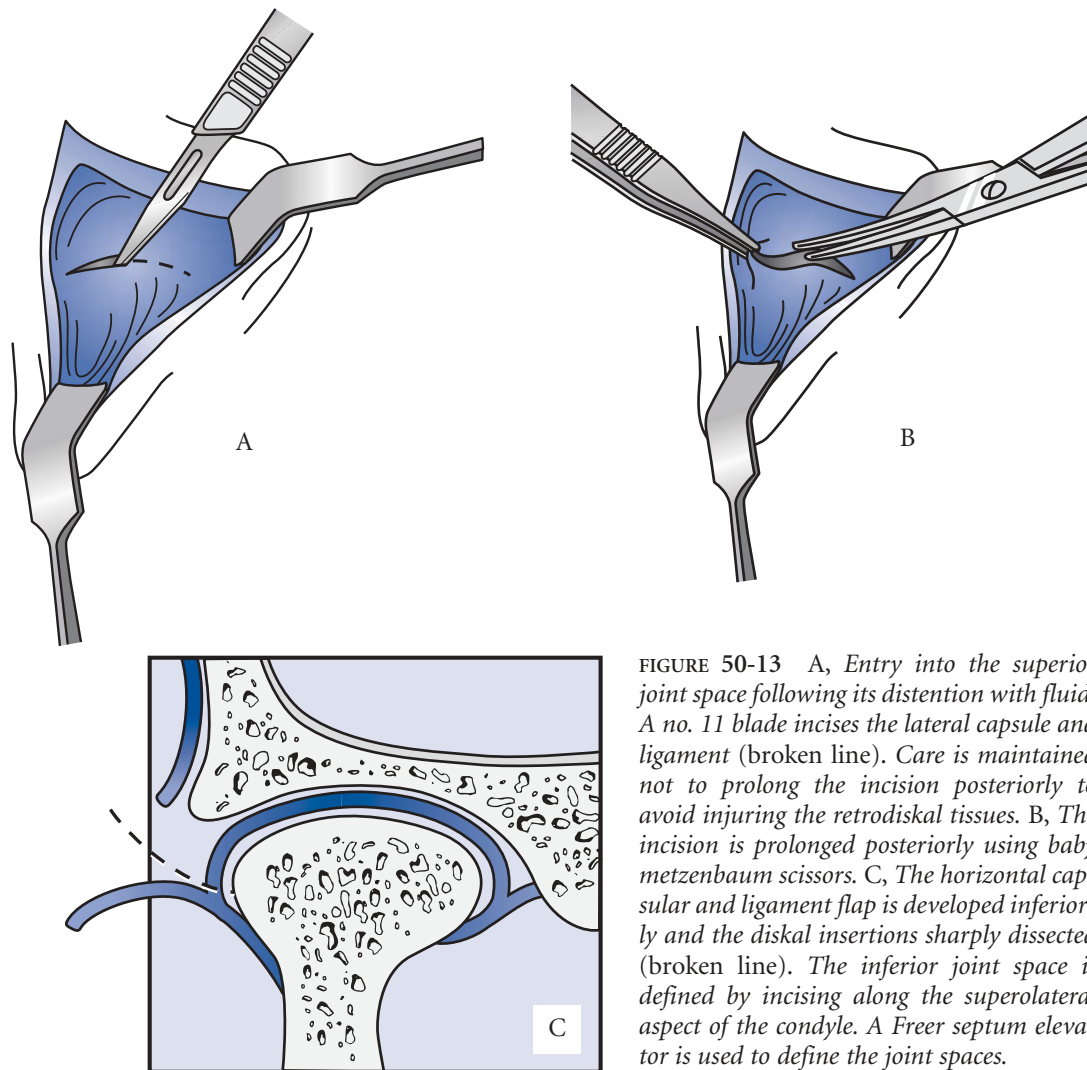 A
B
C
FIGURE 50-13 A, Entry into the superior
joint space following its distention with fluid.
A no. 11 blade incises the lateral capsule and
ligament (broken line). Care is maintained
not to prolong the incision posteriorly to
avoid injuring the retrodiskal tissues. B, The
incision is prolonged posteriorly using baby
metzenbaum scissors. C, The horizontal cap-
sular and ligament flap is developed inferior-
ly and the diskal insertions sharply dissected
(broken line). The inferior joint space is
defined by incising along the superolateral
aspect of the condyle. A Freer septum eleva-
tor is used to define the joint spaces.